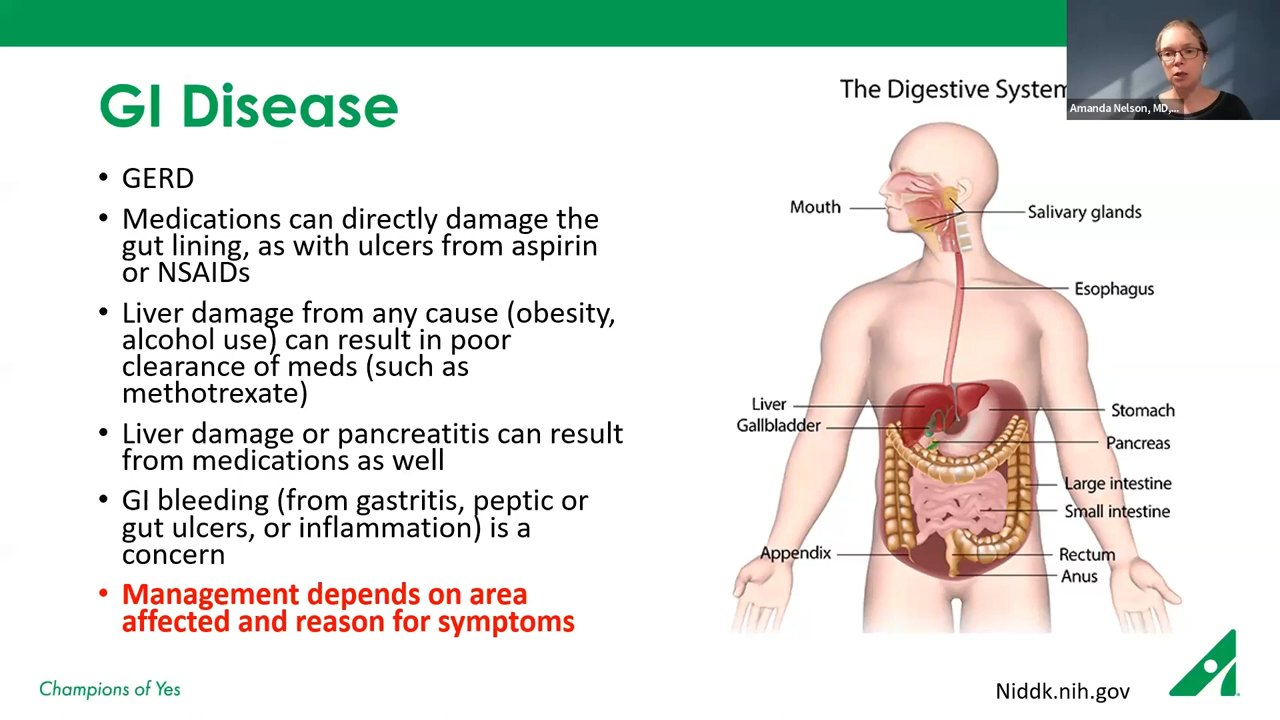 GI Disease
• GERD
• Medications can directly damage the
gut lining, as with ulcers from aspirin
or NSAIDs
• Liver damage from any cause (obesity,
alcohol use) can result in poor
clearance of meds (such as
methotrexate)
• Liver damage or pancreatitis can result
from medications as well
• GI bleeding (from gastritis, peptic or
gut ulcers, or inflammation) is a
concern
• Management depends on area
affected and reason for symptoms
The Digestive System
Mouth
Salivary glands
Esophagus
Liver
Gallbladder
Stomach
Pancreas
Large intestine
Small intestine
Appendix
Rectum
Anus
Amanda Nelson, MD,...
Champions of Yes
Niddk.nih.gov